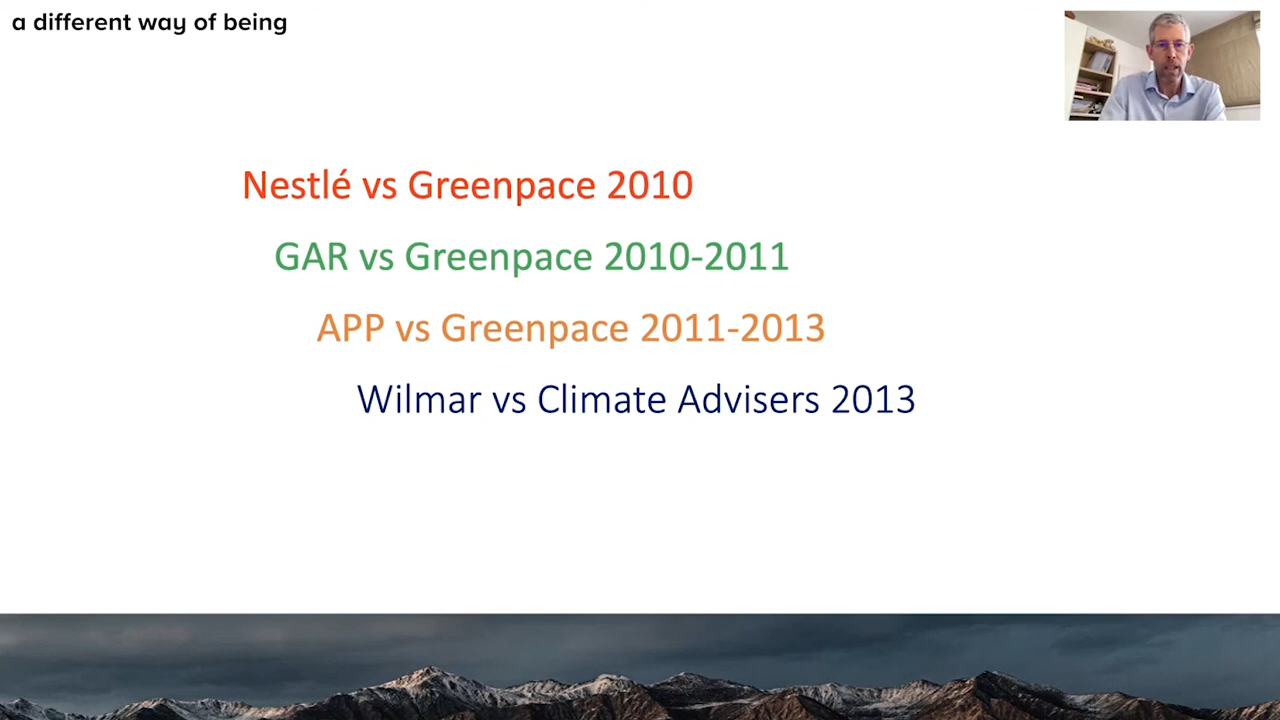 a different way of being
Nestlé vs Greenpace 2010
GAR vs Greenpace 2010-2011
APP vs Greenpace 2011-2013
Wilmar vs Climate Advisers 2013